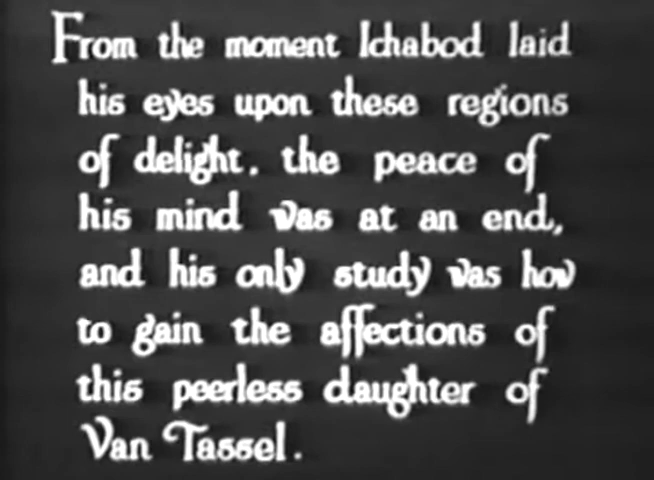 From the moment Ichabod laid
his eyes upon these regions
of delight, the peace of
his mind was at an end,
and his only study was how
to gain the affections of
this peerless daughter of
Van Tassel.